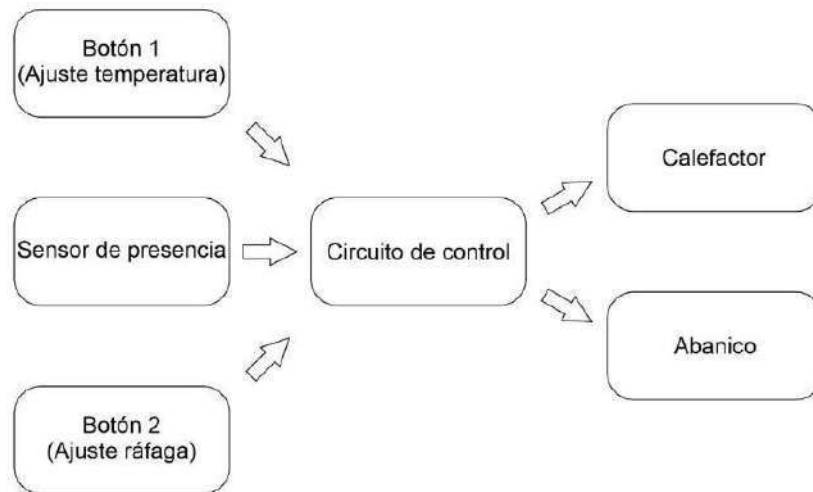 Botón 1
(Ajuste temperatura)
Sensor de presencia
Botón 2
(Ajuste ráfaga)
Circuito de control
Calefactor
Abanico